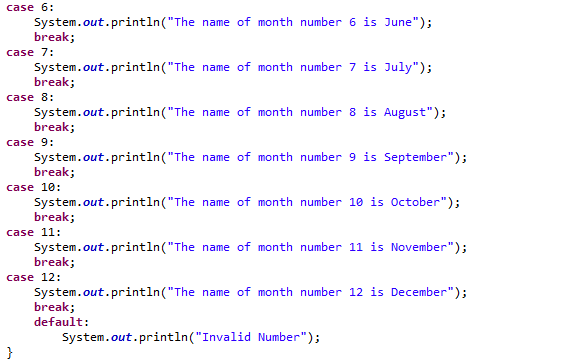 case 6:
    System.out.println("The name of month number 6 is June");
    break;
case 7:
    System.out.println("The name of month number 7 is July");
    break;
case 8:
    System.out.println("The name of month number 8 is August");
    break;
case 9:
    System.out.println("The name of month number 9 is September");
    break;
case 10:
    System.out.println("The name of month number 10 is October");
    break;
case 11:
    System.out.println("The name of month number 11 is November");
    break;
case 12:
    System.out.println("The name of month number 12 is December");
    break;
    default:
        System.out.println("Invalid Number");
}